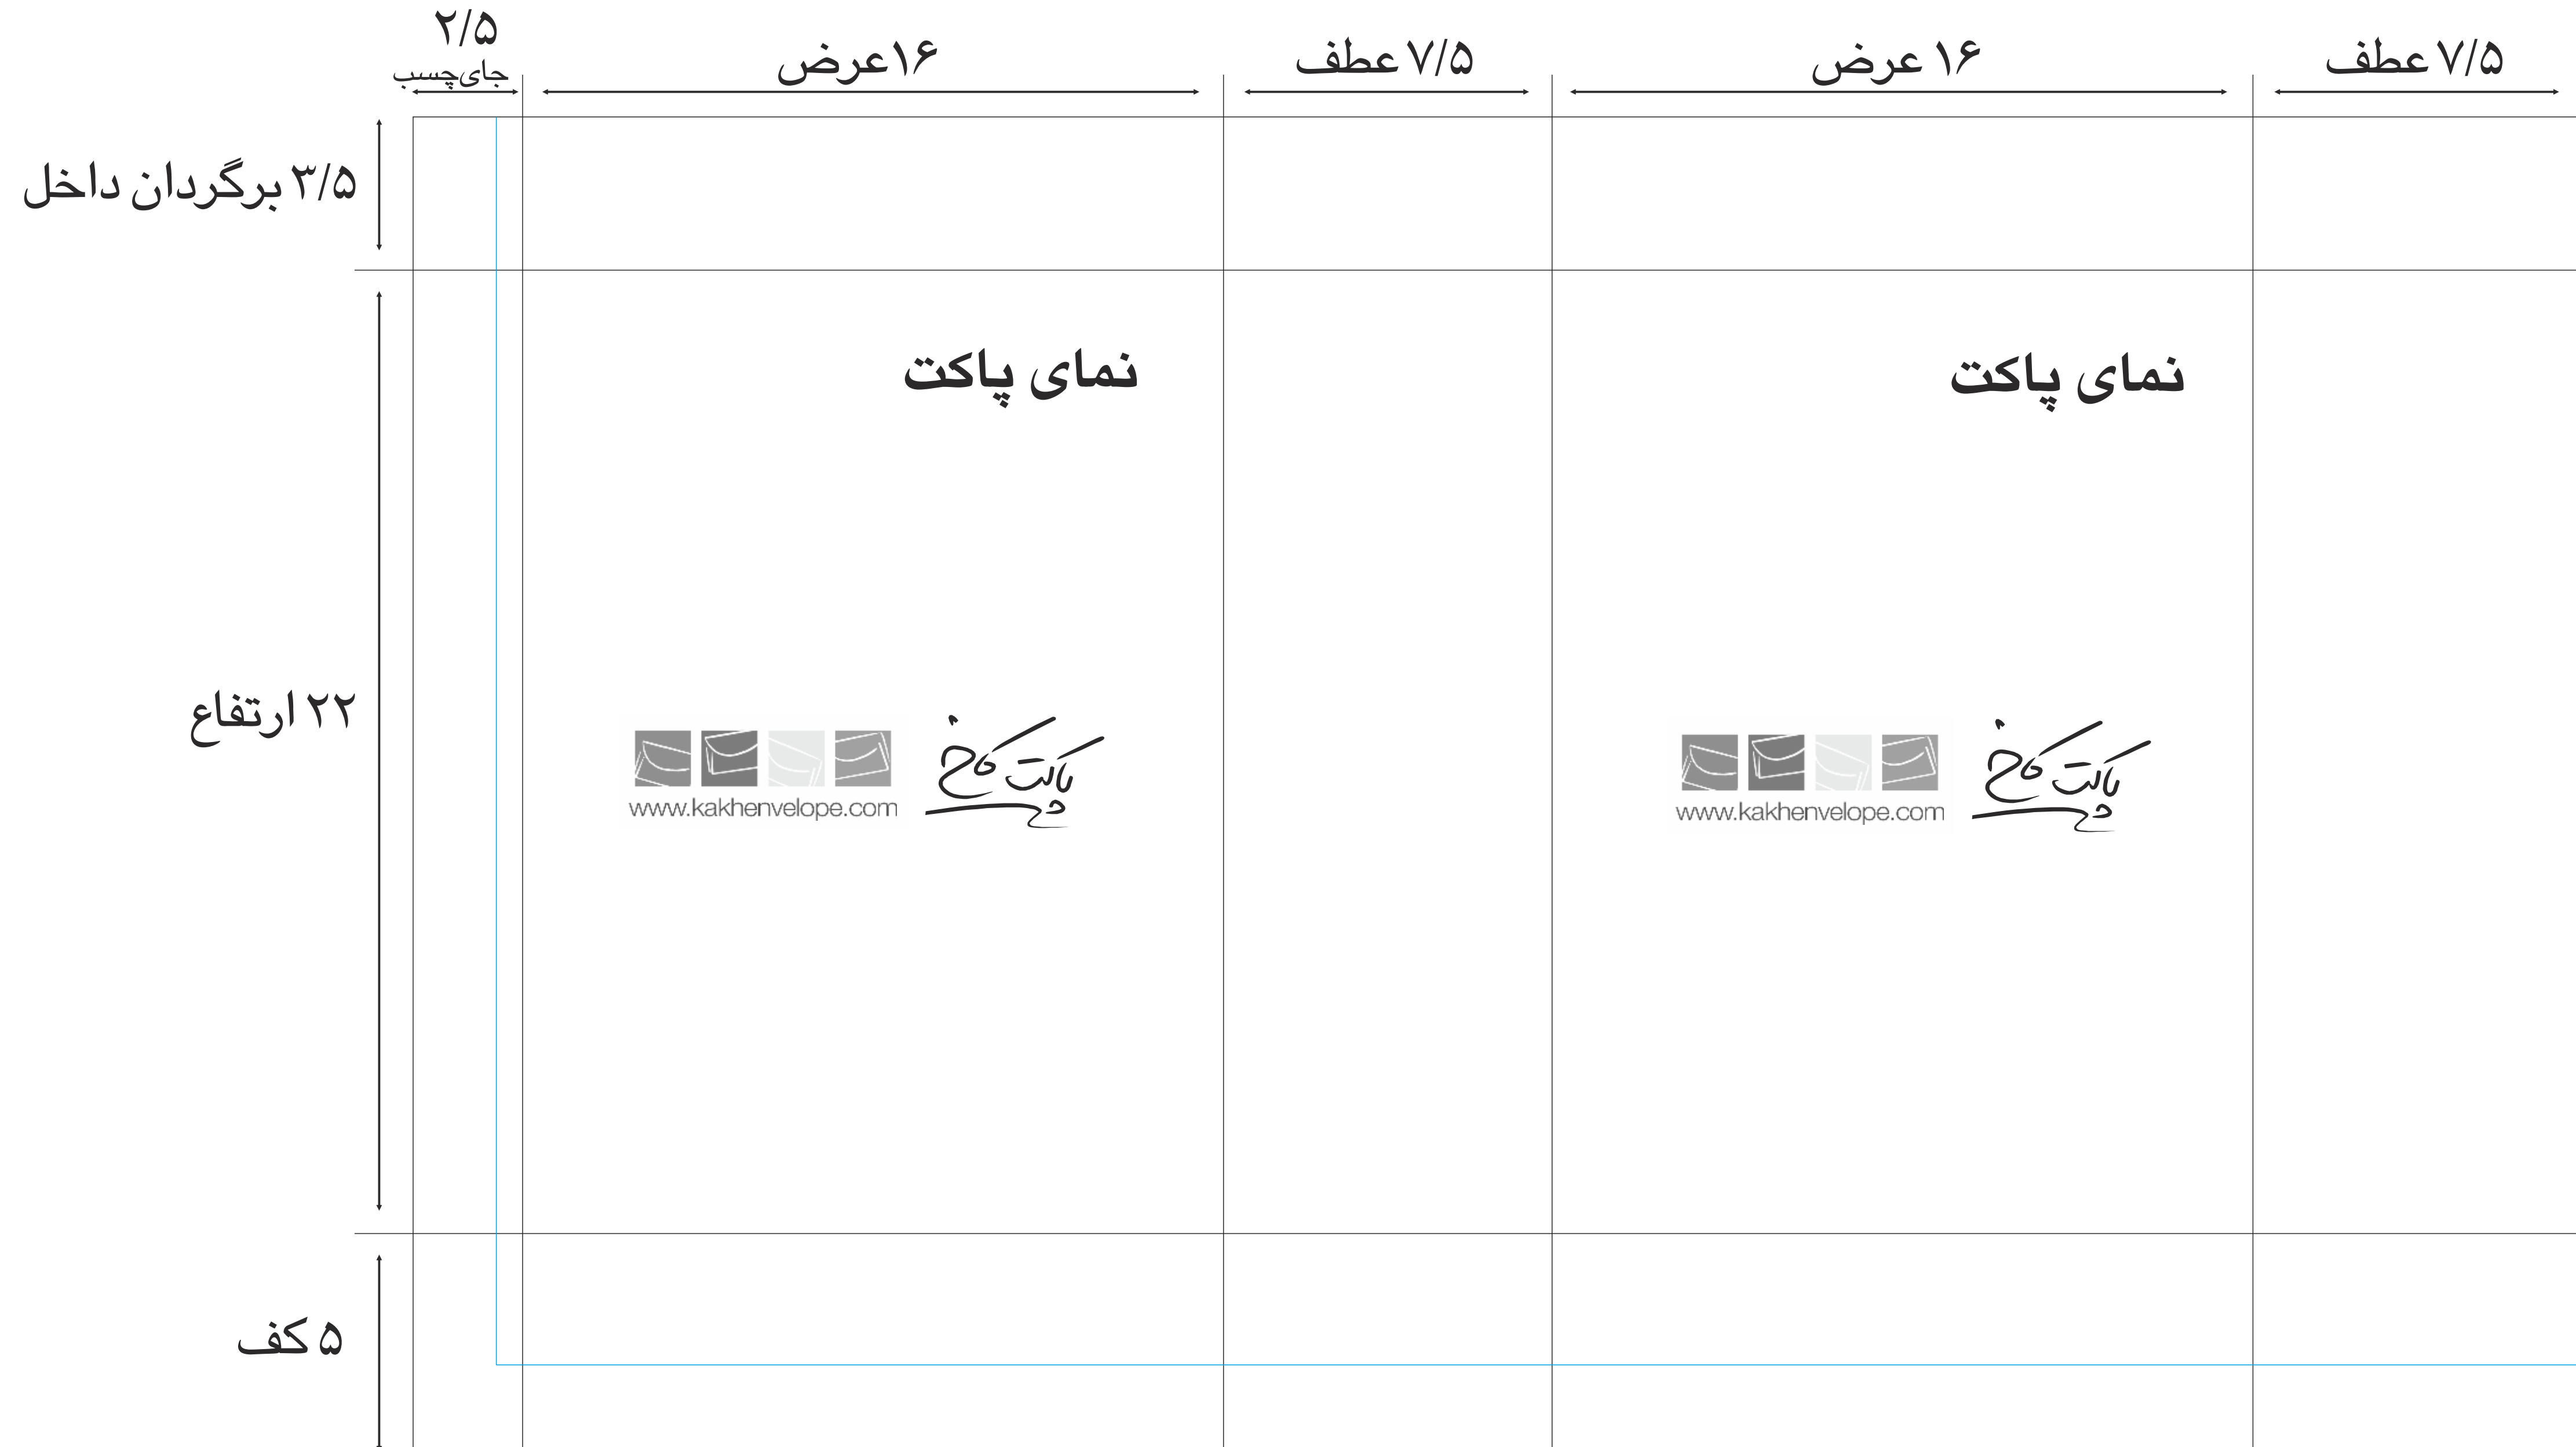 ۲/۵
جای‌چسب
۱۶عرض
۷/۵ عطف
۱۶ عرض
۷/۵ عطف
۳/۵ برگردان داخل
نمای پاکت
نمای پاکت
۲۲ ارتفاع
پاکت کاخ
www.kakhenvelope.com
پاکت کاخ
www.kakhenvelope.com
۵ کف